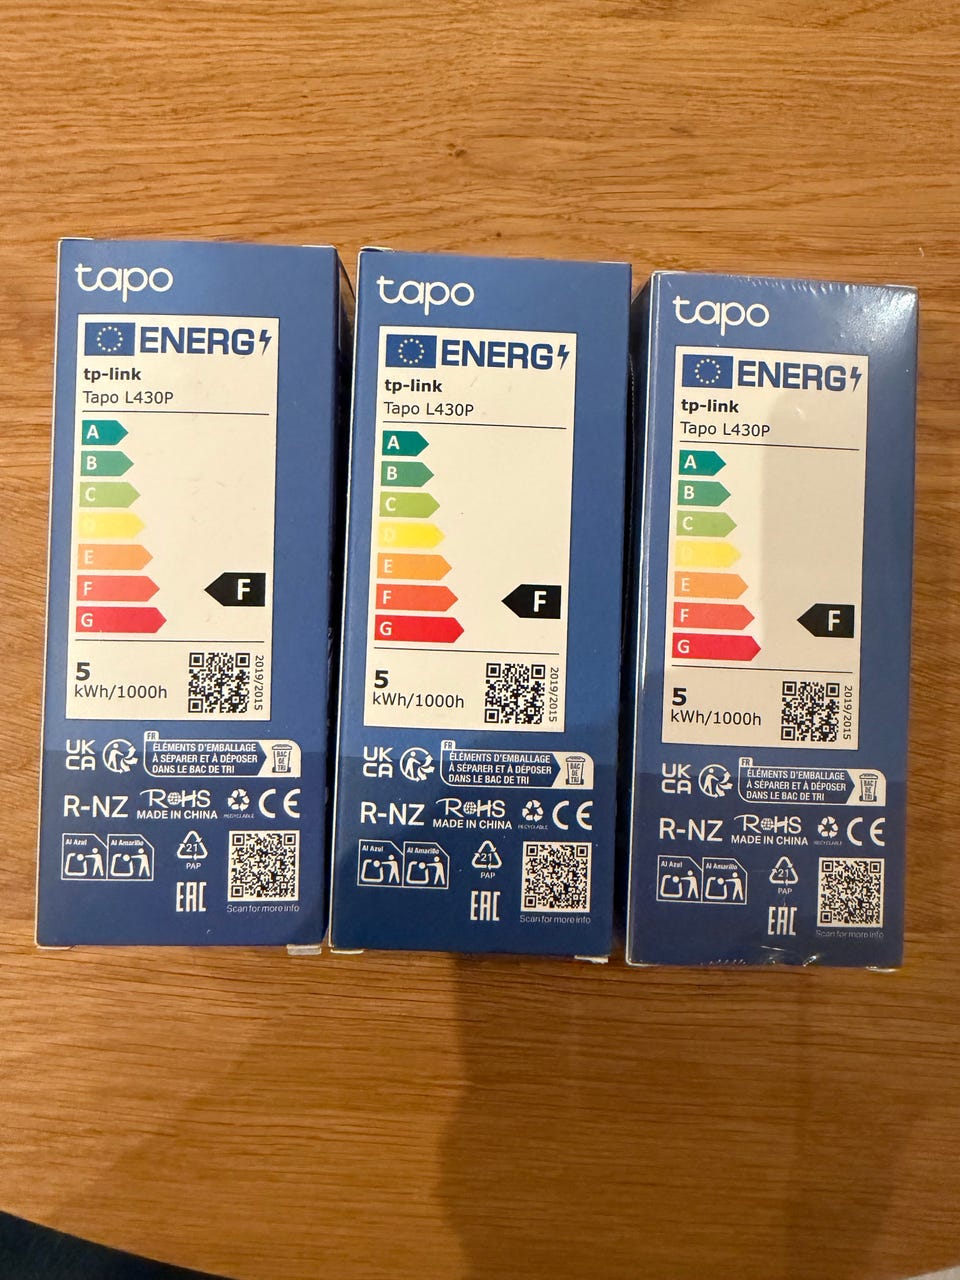 tapo
ENERG
tp-link
Tapo L430P
A
B
C
D
E
F
G
F
5
kWh/1000h
2019/2015
UK
CA
FR
ÉLÉMENTS D'EMBALLAGE
À SÉPARER ET À DÉPOSER
DANS LE BAC DE TRI
BAC
DE
TRI
R-NZ
RoHS
MADE IN CHINA
RECYCLABLE
CE
Al Azul
Al Amarillo
21
PAP
EAC
Scan for more info
tapo
ENERG
tp-link
Tapo L430P
A
B
C
D
E
F
G
F
5
kWh/1000h
2019/2015
UK
CA
FR
ÉLÉMENTS D'EMBALLAGE
À SÉPARER ET À DÉPOSER
DANS LE BAC DE TRI
BAC
DE
TRI
R-NZ
RoHS
MADE IN CHINA
RECYCLABLE
CE
Al Azul
Al Amarillo
21
PAP
EAC
Scan for more info
tapo
ENERG
tp-link
Tapo L430P
A
B
C
D
E
F
G
F
5
kWh/1000h
2019/2015
UK
CA
FR
ÉLÉMENTS D'EMBALLAGE
À SÉPARER ET À DÉPOSER
DANS LE BAC DE TRI
BAC
DE
TRI
R-NZ
RoHS
MADE IN CHINA
RECYCLABLE
CE
Al Azul
Al Amarillo
21
PAP
EAC
Scan for more info